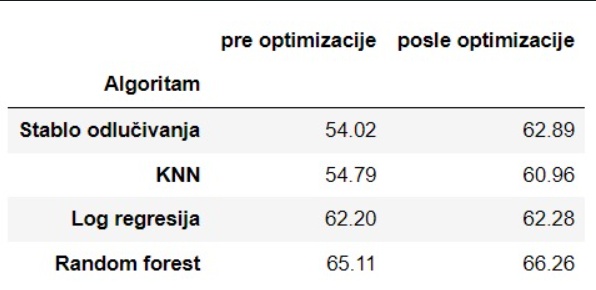 pre optimizacije posle optimizacije
Algoritam
Stablo odlučivanja 54.02 62.89
KNN 54.79 60.96
Log regresija 62.20 62.28
Random forest 65.11 66.26